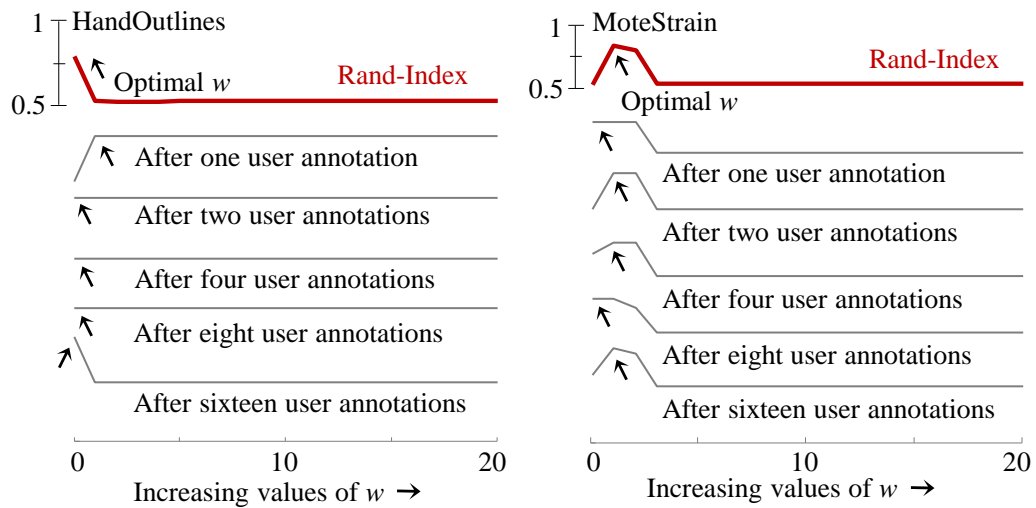 1
HandOutlines
Optimal w
Rand-Index
0.5
After one user annotation
After two user annotations
After four user annotations
After eight user annotations
After sixteen user annotations
0
10
20
Increasing values of w →
1
MoteStrain
Rand-Index
0.5
Optimal w
After one user annotation
After two user annotations
After four user annotations
After eight user annotations
After sixteen user annotations
0
10
20
Increasing values of w →